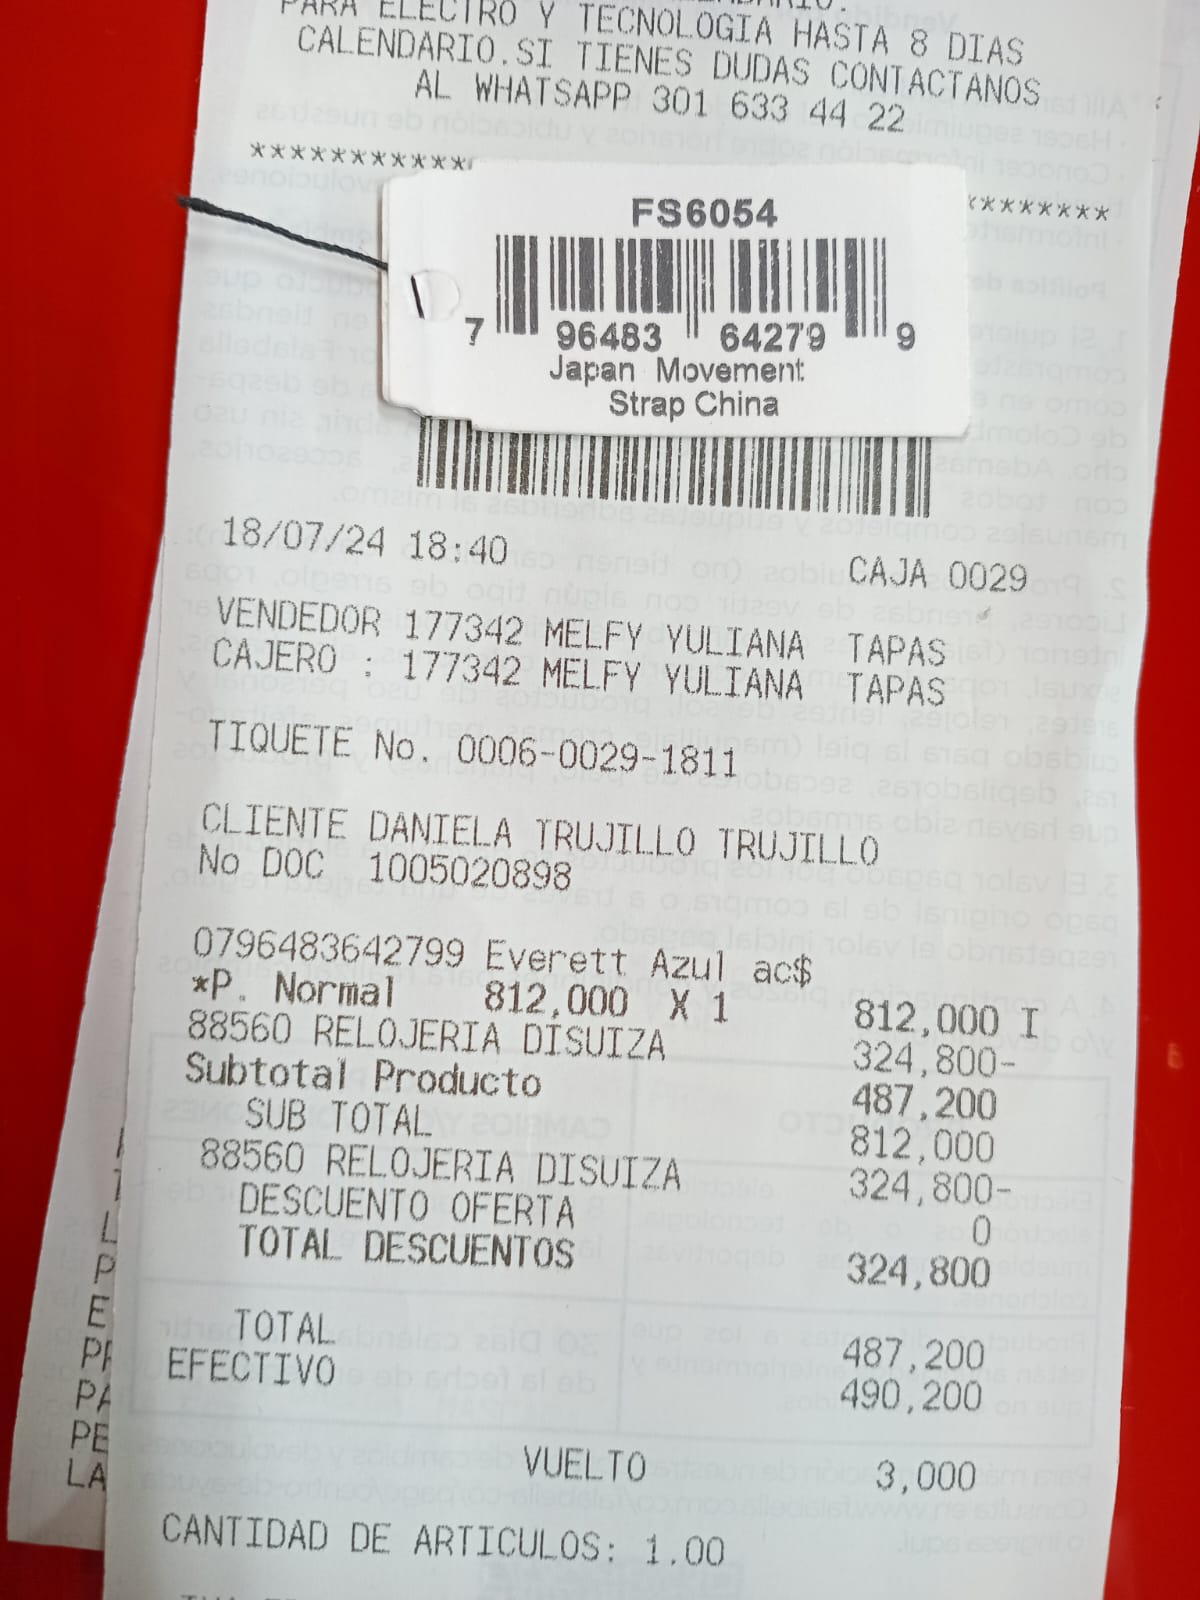 PARA ELECTRO Y TECNOLOGIA HASTA 8 DIAS
CALENDARIO.SI TIENES DUDAS CONTACTANOS
AL WHATSAPP 301 633 44 22
FS6054
7 96483 64279 9
Japan Movement
Strap China
18/07/24 18:40 CAJA 0029
VENDEDOR 177342 MELFY YULIANA TAPAS
CAJERO : 177342 MELFY YULIANA TAPAS
TIQUETE No. 0006-0029-1811
CLIENTE DANIELA TRUJILLO TRUJILLO
No DOC 1005020898
0796483642799 Everett Azul ac$
*P. Normal 812,000 X 1 812,000 I
88560 RELOJERIA DISUIZA 324,800-
Subtotal Producto 487,200
SUB TOTAL 812,000
88560 RELOJERIA DISUIZA 324,800-
DESCUENTO OFERTA 0
TOTAL DESCUENTOS 324,800
TOTAL 487,200
EFECTIVO 490,200
VUELTO 3,000
CANTIDAD DE ARTICULOS: 1.00